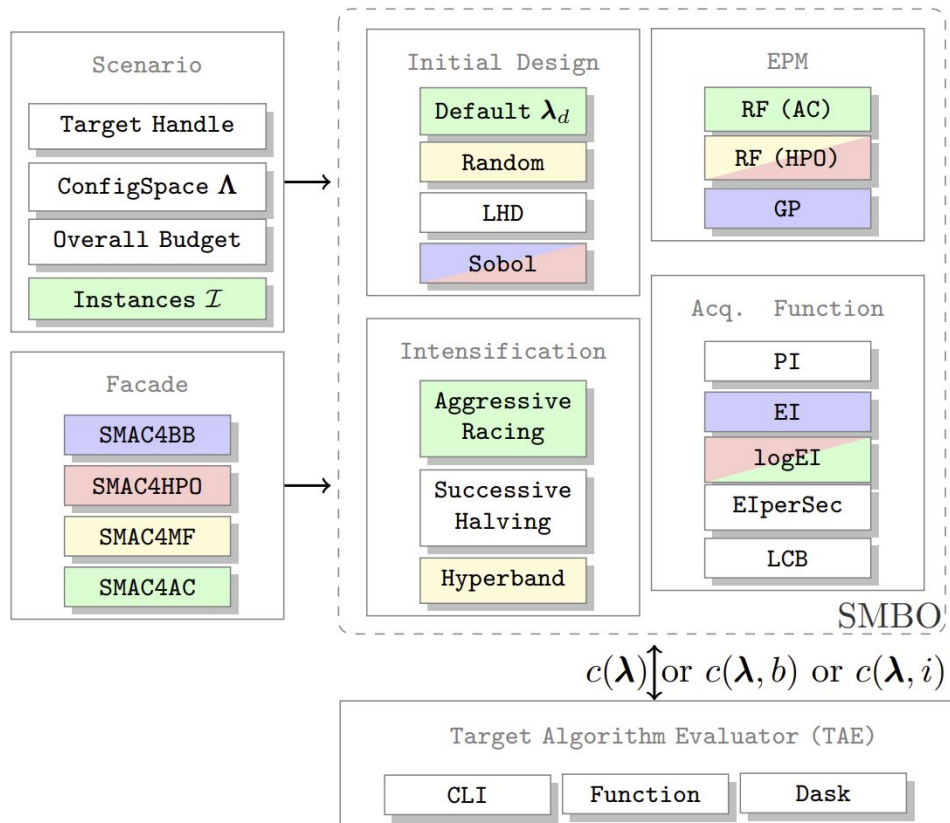 Scenario
Target Handle
ConfigSpace Λ
Overall Budget
Instances ℐ
Facade
SMAC4BB
SMAC4HPO
SMAC4MF
SMAC4AC
Initial Design
Default λ_d
Random
LHD
Sobol
Intensification
Aggressive
Racing
Successive
Halving
Hyperband
EPM
RF (AC)
RF (HPO)
GP
Acq. Function
PI
EI
logEI
EIperSec
LCB
SMBO
c(λ) or c(λ, b) or c(λ, i)
Target Algorithm Evaluator (TAE)
CLI
Function
Dask